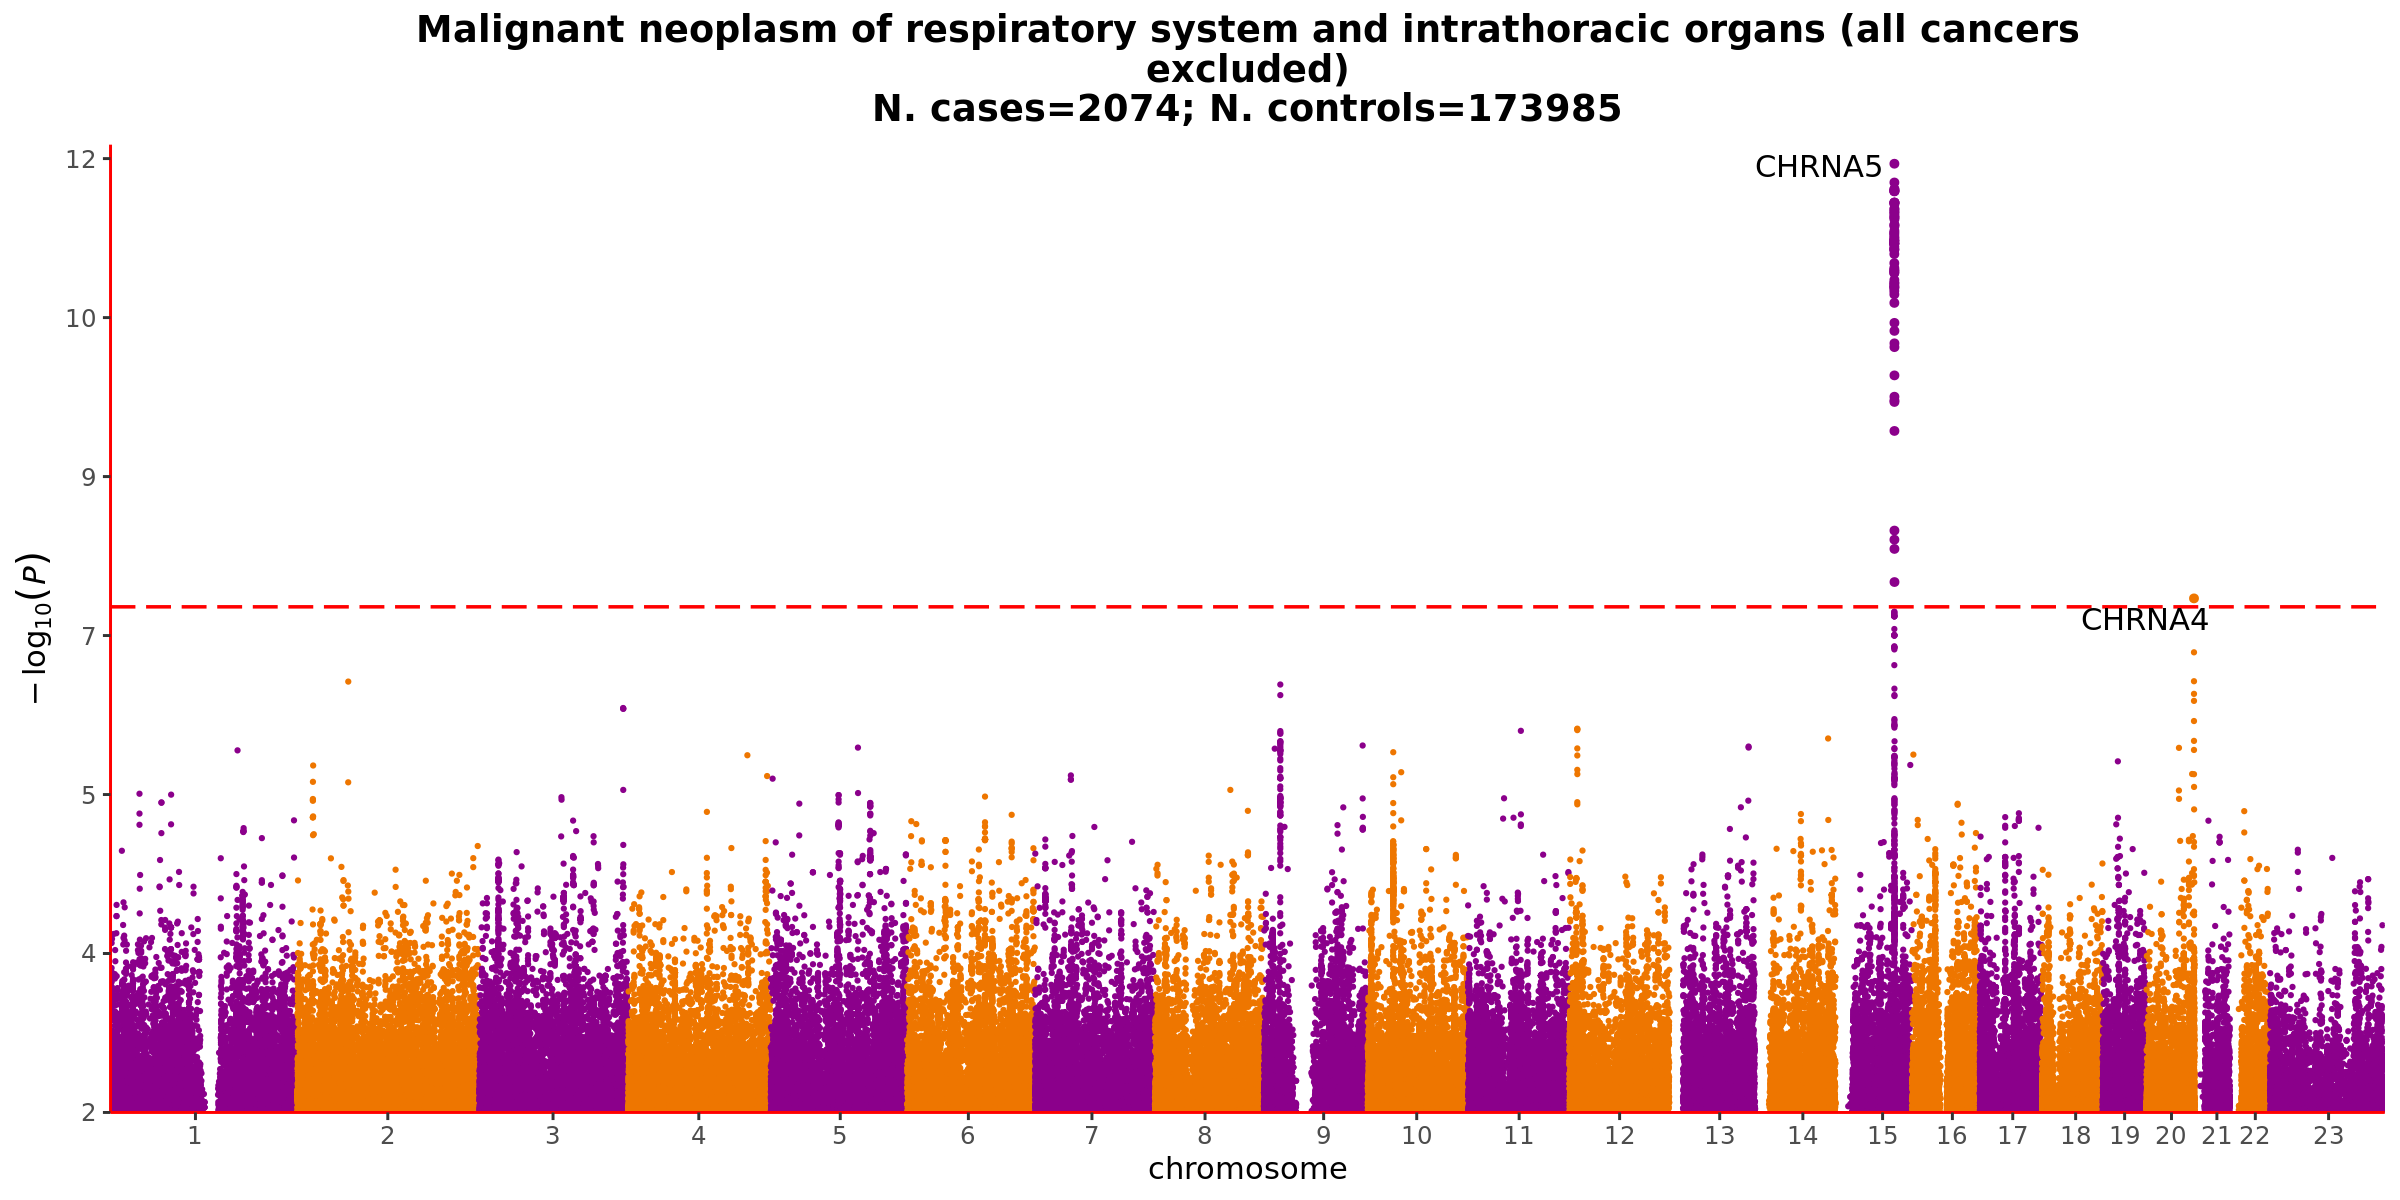 Malignant neoplasm of respiratory system and intrathoracic organs (all cancers
excluded)
N. cases=2074; N. controls=173985
12
CHRNA5
10
9
7
CHRNA4
5
4
2
−log₁₀(P)
1 2 3 4 5 6 7 8 9 10 11 12 13 14 15 16 17 18 19 20 21 22 23
chromosome